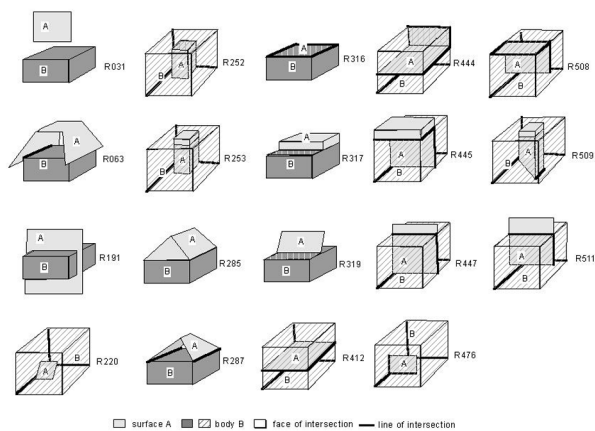 A
B R031
A B R252
A
B R316
A
B R444
A
B R508
A
B R063
A
B R253
A
B R317
A
B R445
A
B R509
A
B R191
A
B R285
A
B R319
A
B R447
A
B R511
A
B R220
A
B R287
A
B R412
B
A R476
surface A body B face of intersection line of intersection